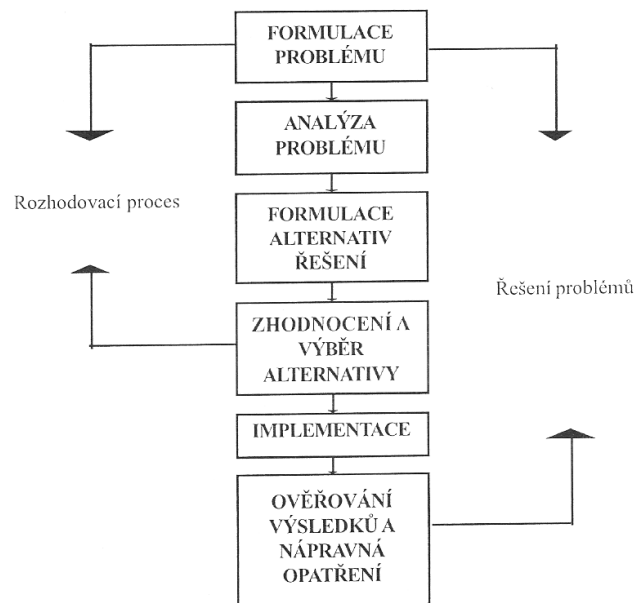 FORMULACE
PROBLÉMU
ANALÝZA
PROBLÉMU
Rozhodovací proces
FORMULACE
ALTERNATIV
ŘEŠENÍ
Řešení problémů
ZHODNOCENÍ A
VÝBĚR
ALTERNATIVY
IMPLEMENTACE
OVĚŘOVÁNÍ
VÝSLEDKŮ A
NÁPRAVNÁ
OPATŘENÍ